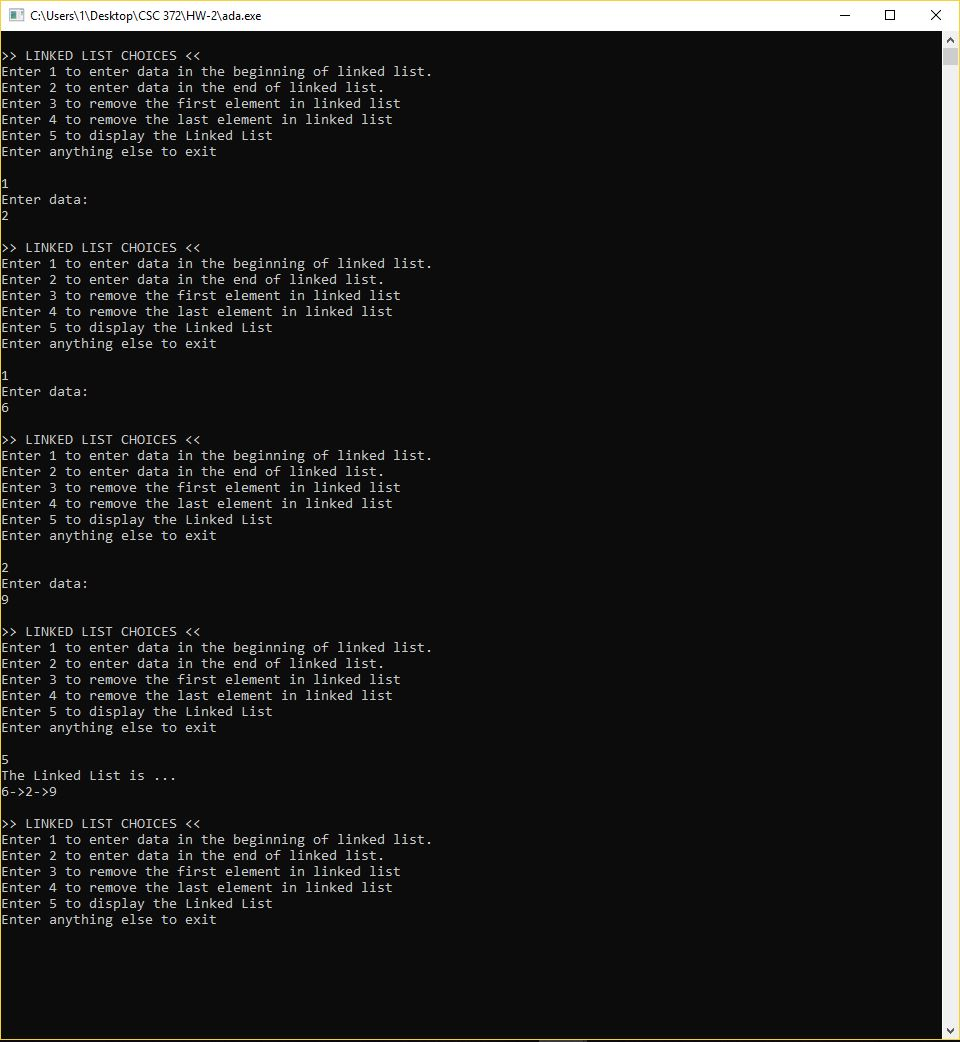 C:\Users\1\Desktop\CSC 372\HW-2\ada.exe
>> LINKED LIST CHOICES <<
Enter 1 to enter data in the beginning of linked list.
Enter 2 to enter data in the end of linked list.
Enter 3 to remove the first element in linked list
Enter 4 to remove the last element in linked list
Enter 5 to display the Linked List
Enter anything else to exit
1
Enter data:
2
>> LINKED LIST CHOICES <<
Enter 1 to enter data in the beginning of linked list.
Enter 2 to enter data in the end of linked list.
Enter 3 to remove the first element in linked list
Enter 4 to remove the last element in linked list
Enter 5 to display the Linked List
Enter anything else to exit
1
Enter data:
6
>> LINKED LIST CHOICES <<
Enter 1 to enter data in the beginning of linked list.
Enter 2 to enter data in the end of linked list.
Enter 3 to remove the first element in linked list
Enter 4 to remove the last element in linked list
Enter 5 to display the Linked List
Enter anything else to exit
2
Enter data:
9
>> LINKED LIST CHOICES <<
Enter 1 to enter data in the beginning of linked list.
Enter 2 to enter data in the end of linked list.
Enter 3 to remove the first element in linked list
Enter 4 to remove the last element in linked list
Enter 5 to display the Linked List
Enter anything else to exit
5
The Linked List is ...
6->2->9
>> LINKED LIST CHOICES <<
Enter 1 to enter data in the beginning of linked list.
Enter 2 to enter data in the end of linked list.
Enter 3 to remove the first element in linked list
Enter 4 to remove the last element in linked list
Enter 5 to display the Linked List
Enter anything else to exit